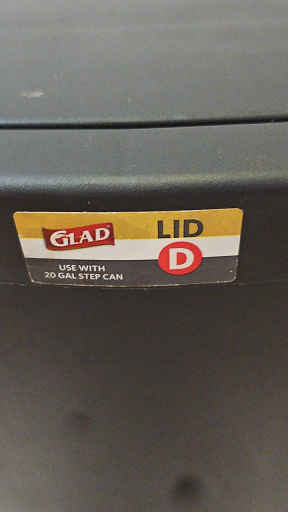 GLAD
LID
D
USE WITH
20 GAL STEP CAN